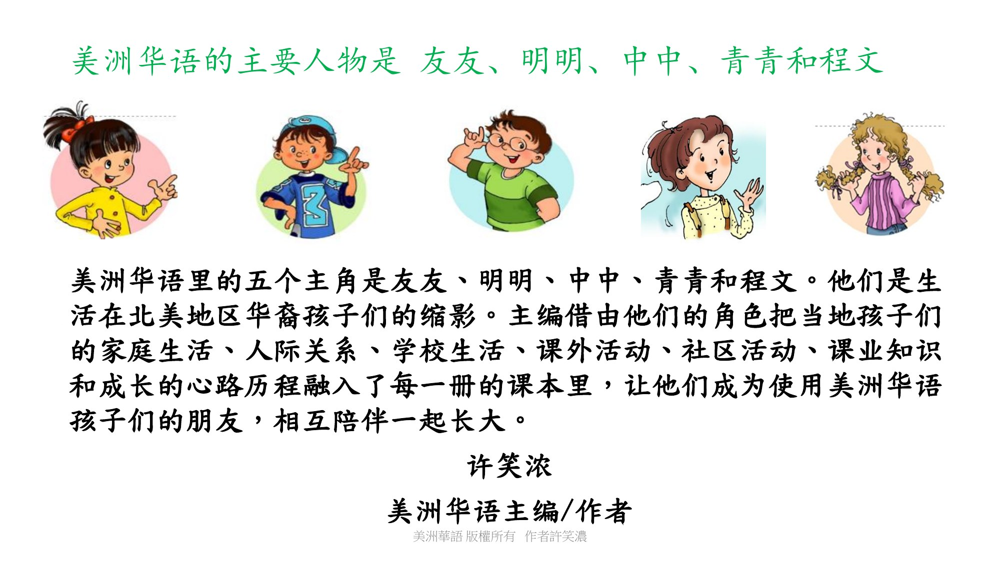 美洲华语的主要人物是 友友、明明、中中、青青和程文
美洲华语里的五个主角是友友、明明、中中、青青和程文。他们是生
活在北美地区华裔孩子们的缩影。主编借由他们的角色把当地孩子们
的家庭生活、人际关系、学校生活、课外活动、社区活动、课业知识
和成长的心路历程融入了每一册的课本里，让他们成为使用美洲华语
孩子们的朋友，相互陪伴一起长大。
许笑浓
美洲华语主编/作者
美洲華語 版權所有 作者許笑濃